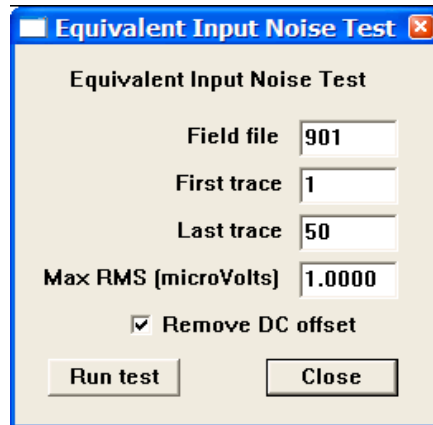 Equivalent Input Noise Test
Equivalent Input Noise Test
Field file 901
First trace 1
Last trace 50
Max RMS (microVolts) 1.0000
Remove DC offset
Run test Close